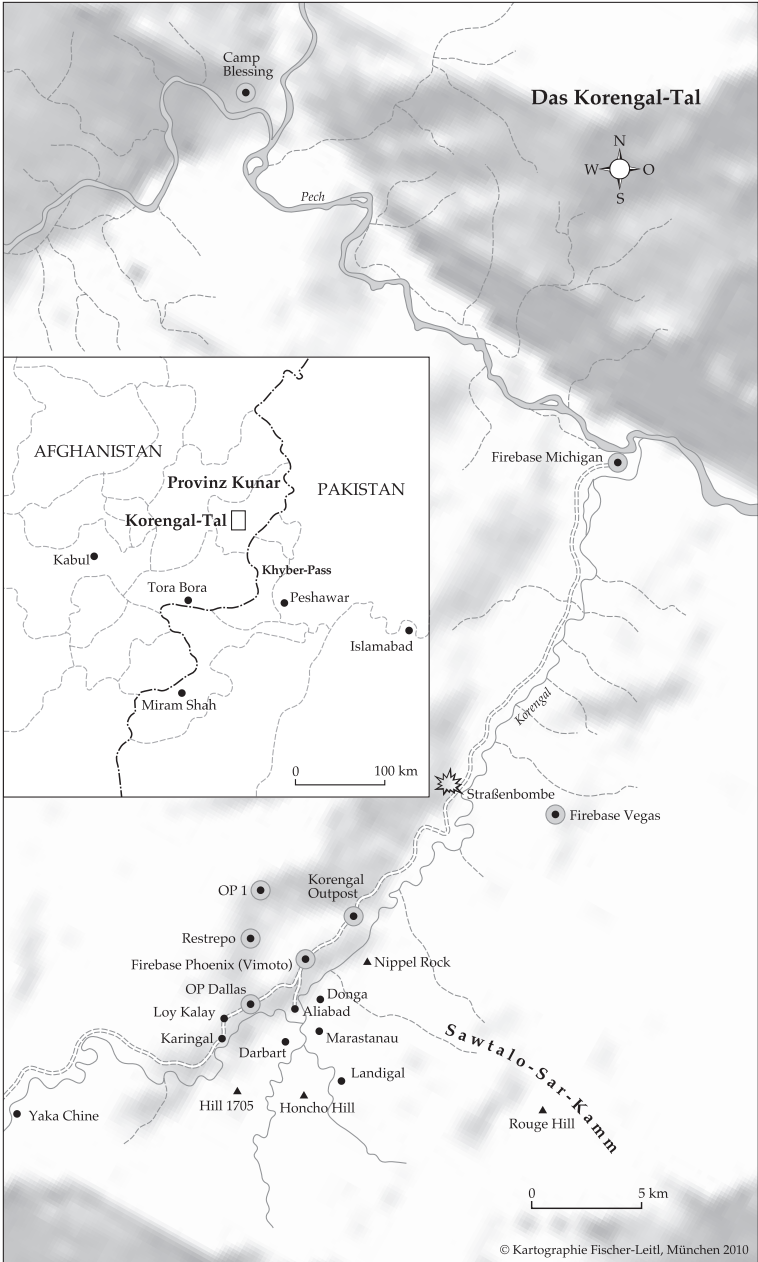 Camp
Blessing
Das Korengal-Tal
N
W
O
S
Pech
Firebase Michigan
AFGHANISTAN
Provinz Kunar
PAKISTAN
Korengal-Tal
Kabul
Khyber-Pass
Tora Bora
Peshawar
Islamabad
Miram Shah
0
100 km
Korengal
Straßenbombe
Firebase Vegas
Korengal
Outpost
OP 1
Restrepo
Firebase Phoenix (Vimoto)
Nippel Rock
OP Dallas
Donga
Loy Kalay
Aliabad
Karingal
Marastanau
Darbart
Sawtalo-Sar-Kamm
Landigal
Hill 1705
Honcho Hill
Yaka Chine
Rouge Hill
0
5 km
© Kartographie Fischer-Leitl, München 2010